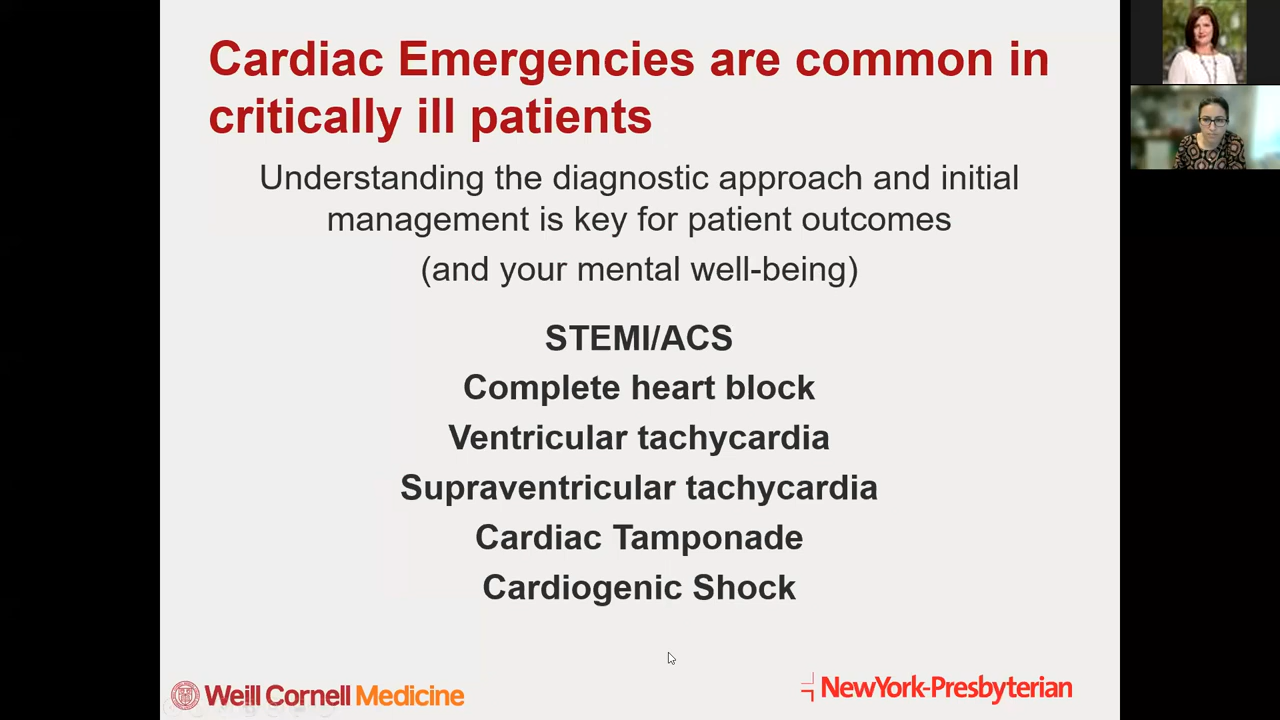 Cardiac Emergencies are common in
critically ill patients
Understanding the diagnostic approach and initial
management is key for patient outcomes
(and your mental well-being)
STEMI/ACS
Complete heart block
Ventricular tachycardia
Supraventricular tachycardia
Cardiac Tamponade
Cardiogenic Shock
Weill Cornell Medicine
NewYork-Presbyterian